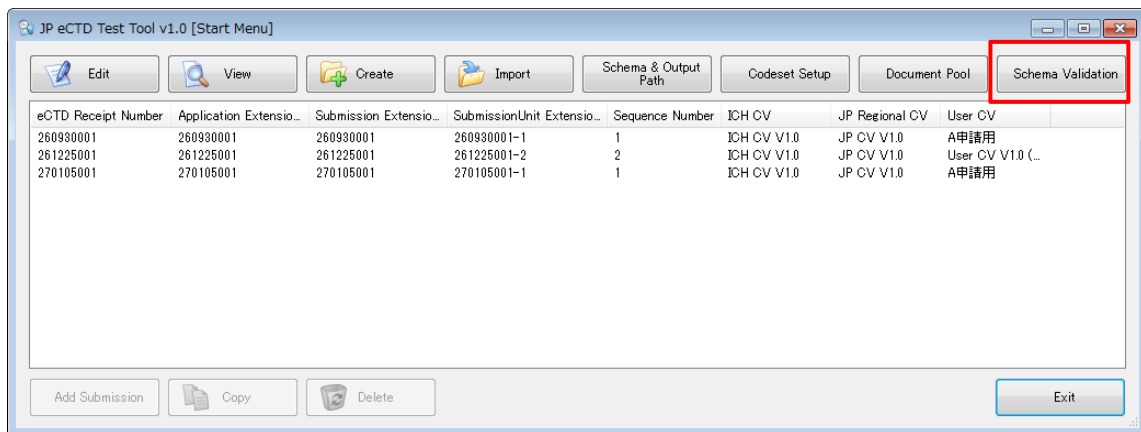 JP eCTD Test Tool v1.0 [Start Menu]
Edit View Create Import Schema & Output Path Codeset Setup Document Pool Schema Validation
eCTD Receipt Number Application Extensio... Submission Extensio... SubmissionUnit Extensio... Sequence Number ICH CV JP Regional CV User CV
260930001 260930001 260930001 260930001-1 1 ICH CV V1.0 JP CV V1.0 A申請用
261225001 261225001 261225001 261225001-2 2 ICH CV V1.0 JP CV V1.0 User CV V1.0 (...
270105001 270105001 270105001 270105001-1 1 ICH CV V1.0 JP CV V1.0 A申請用
Add Submission Copy Delete Exit